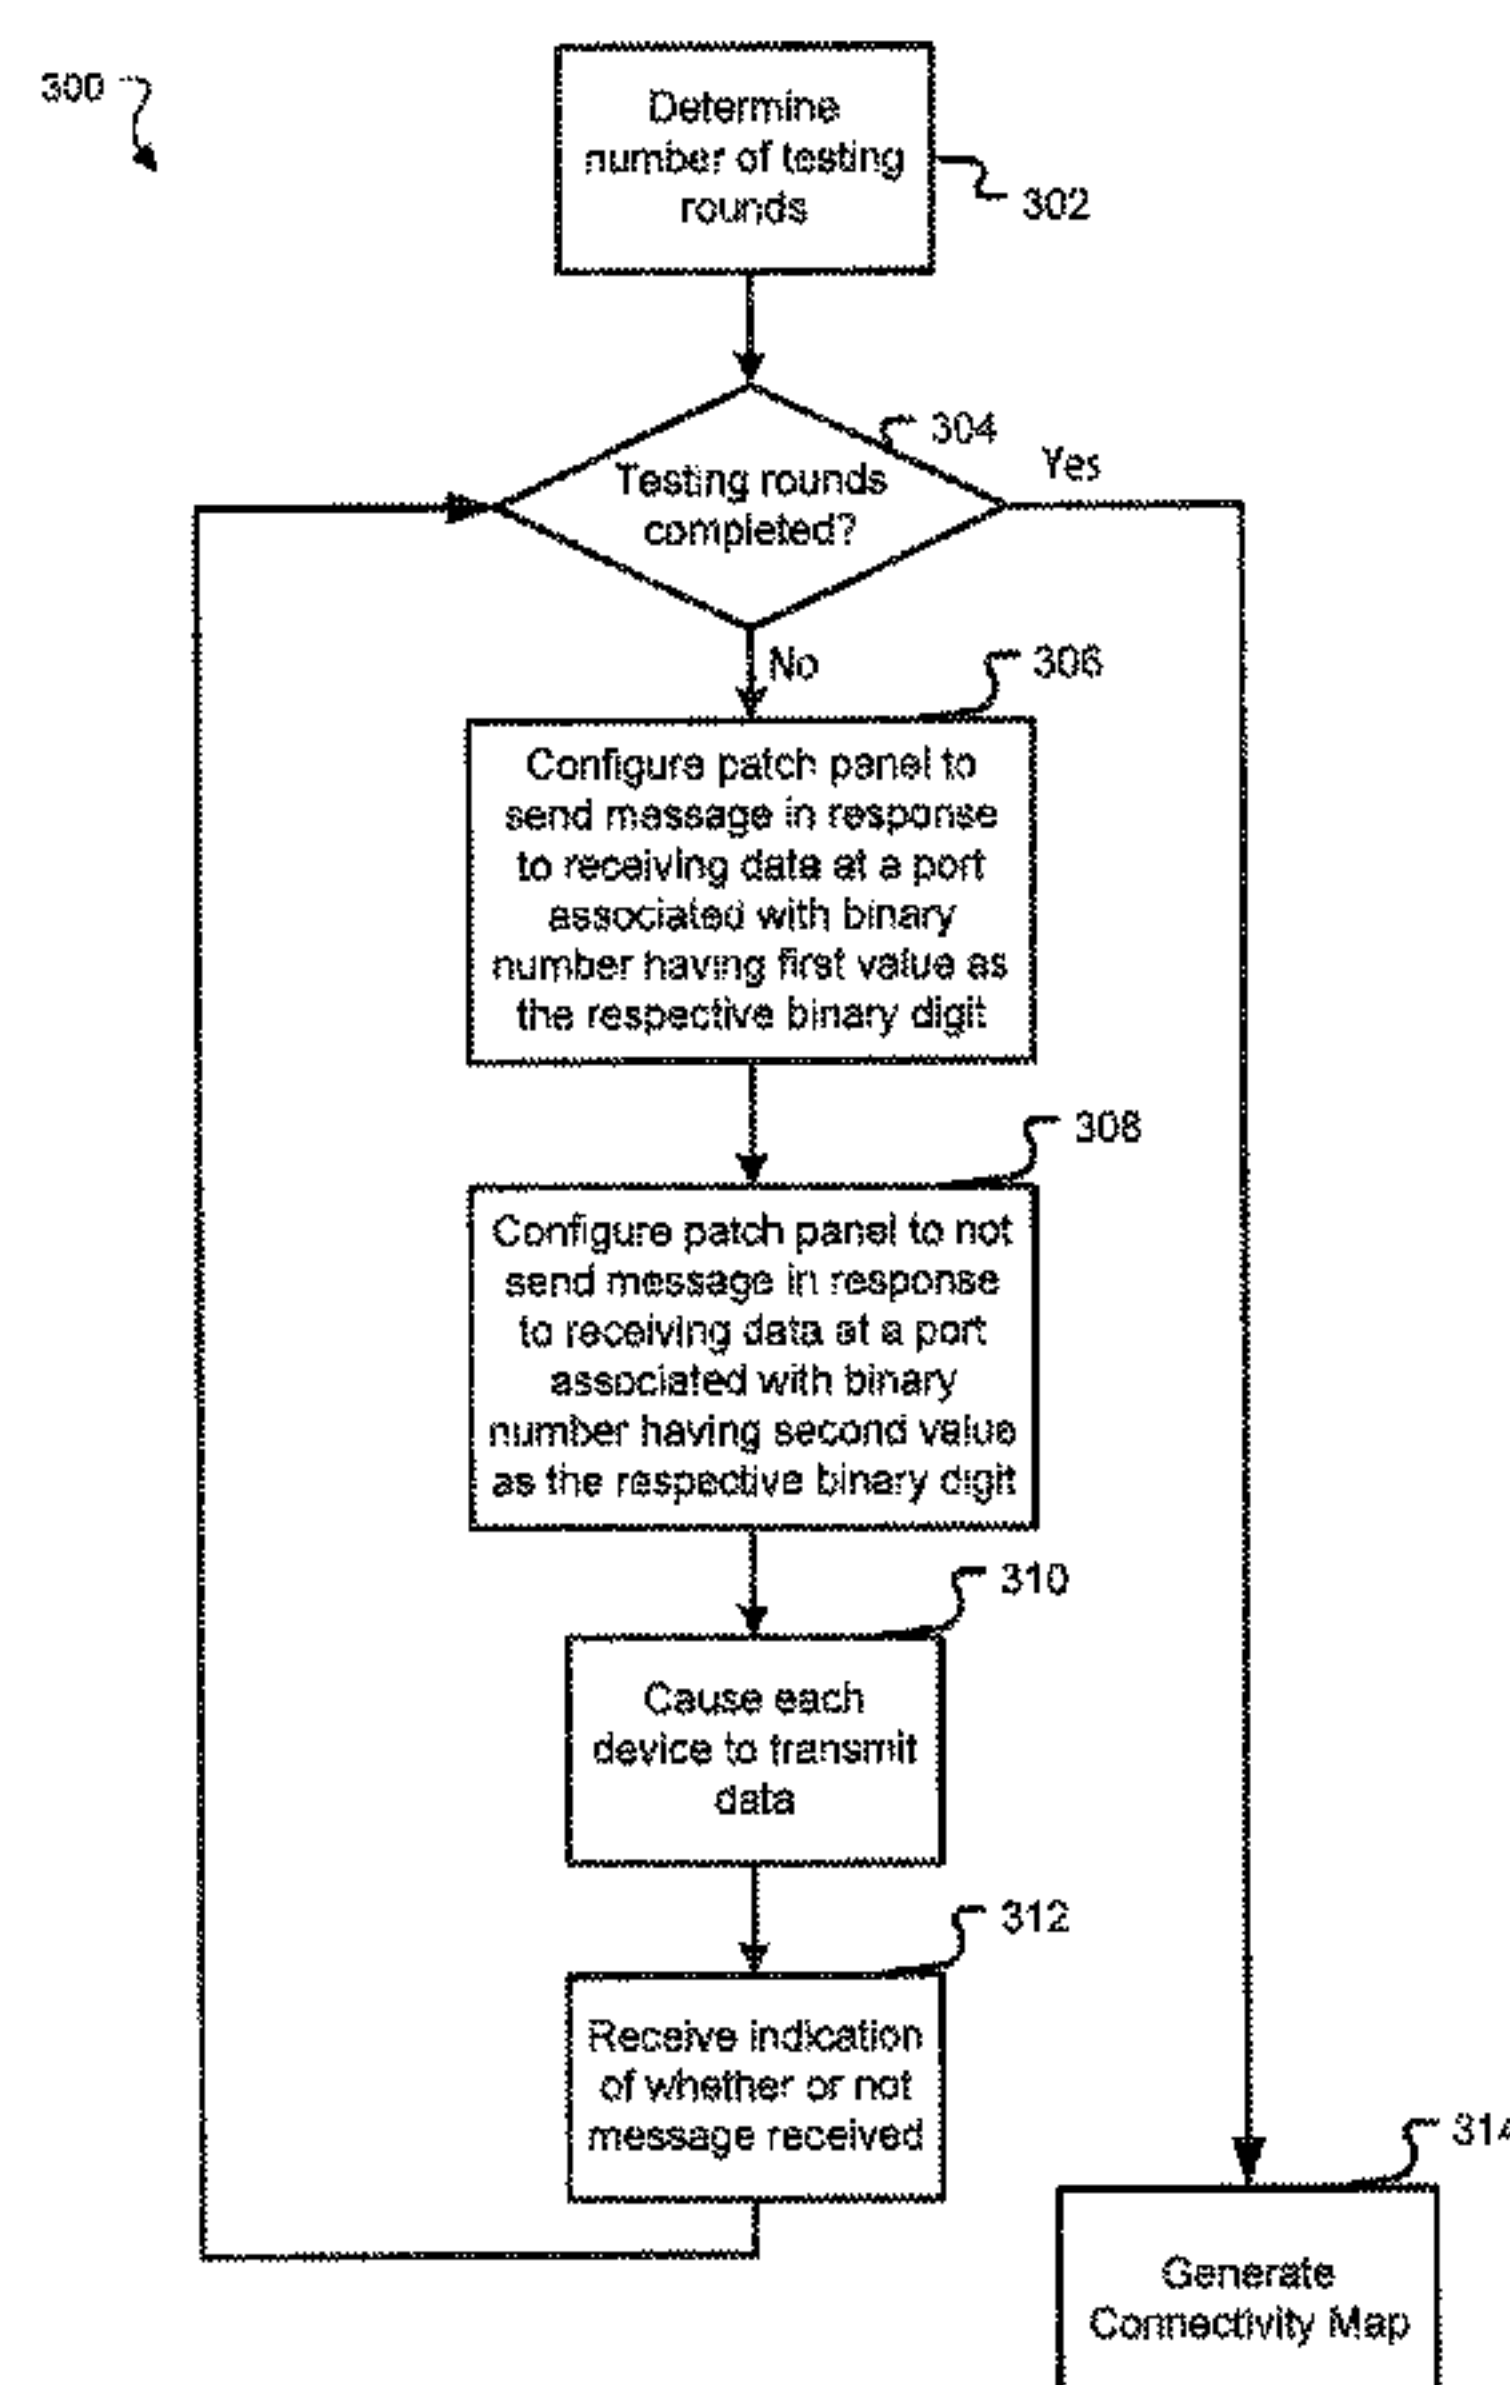 300
Determine
number of testing
rounds
302
304
Yes
Testing rounds
completed?
No
306
Configure patch panel to
send message in response
to receiving data at a port
associated with binary
number having first value as
the respective binary digit
308
Configure patch panel to not
send message in response
to receiving data at a port
associated with binary
number having second value
as the respective binary digit
310
Cause each
device to transmit
data
312
Receive indication
of whether or not
message received
314
Generate
Connectivity Map